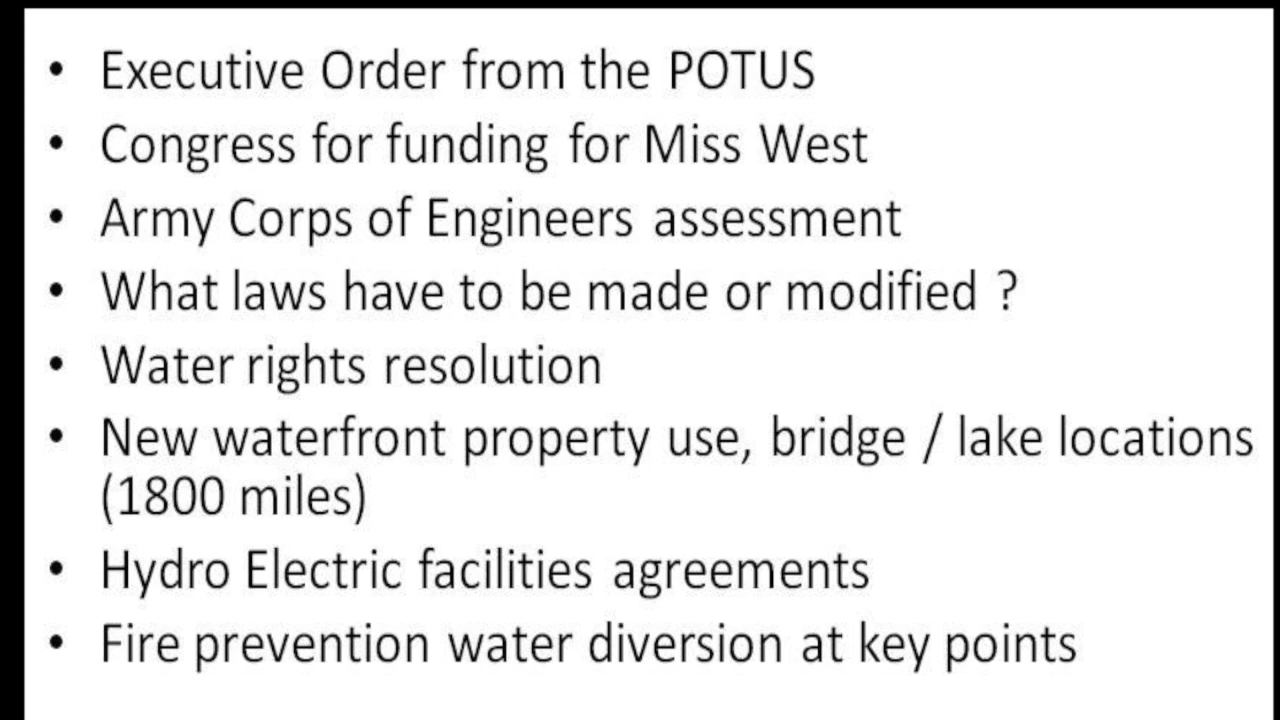 • Executive Order from the POTUS
• Congress for funding for Miss West
• Army Corps of Engineers assessment
• What laws have to be made or modified ?
• Water rights resolution
• New waterfront property use, bridge / lake locations
(1800 miles)
• Hydro Electric facilities agreements
• Fire prevention water diversion at key points